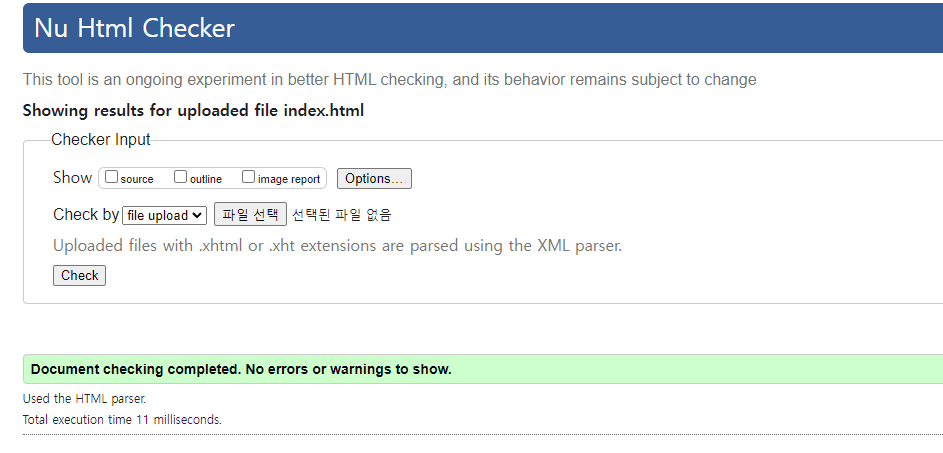 Nu Html Checker
This tool is an ongoing experiment in better HTML checking, and its behavior remains subject to change
Showing results for uploaded file index.html
Checker Input
Show source outline image report Options...
Check by file upload 파일 선택 선택된 파일 없음
Uploaded files with .xhtml or .xht extensions are parsed using the XML parser.
Check
Document checking completed. No errors or warnings to show.
Used the HTML parser.
Total execution time 11 milliseconds.